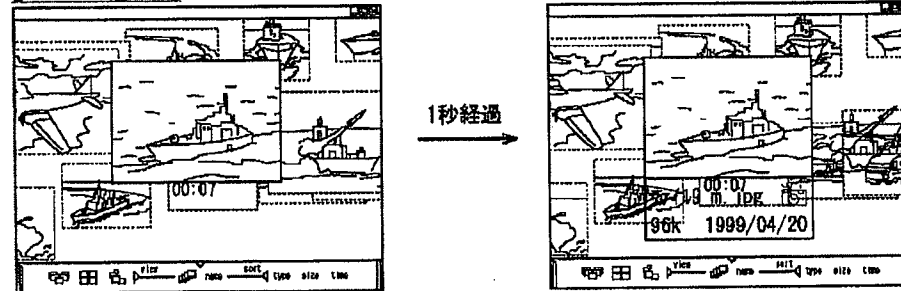 00:07
view sort
name type size time
1秒経過
00:07
m.jpg
96k 1999/04/20
view sort
name type size time